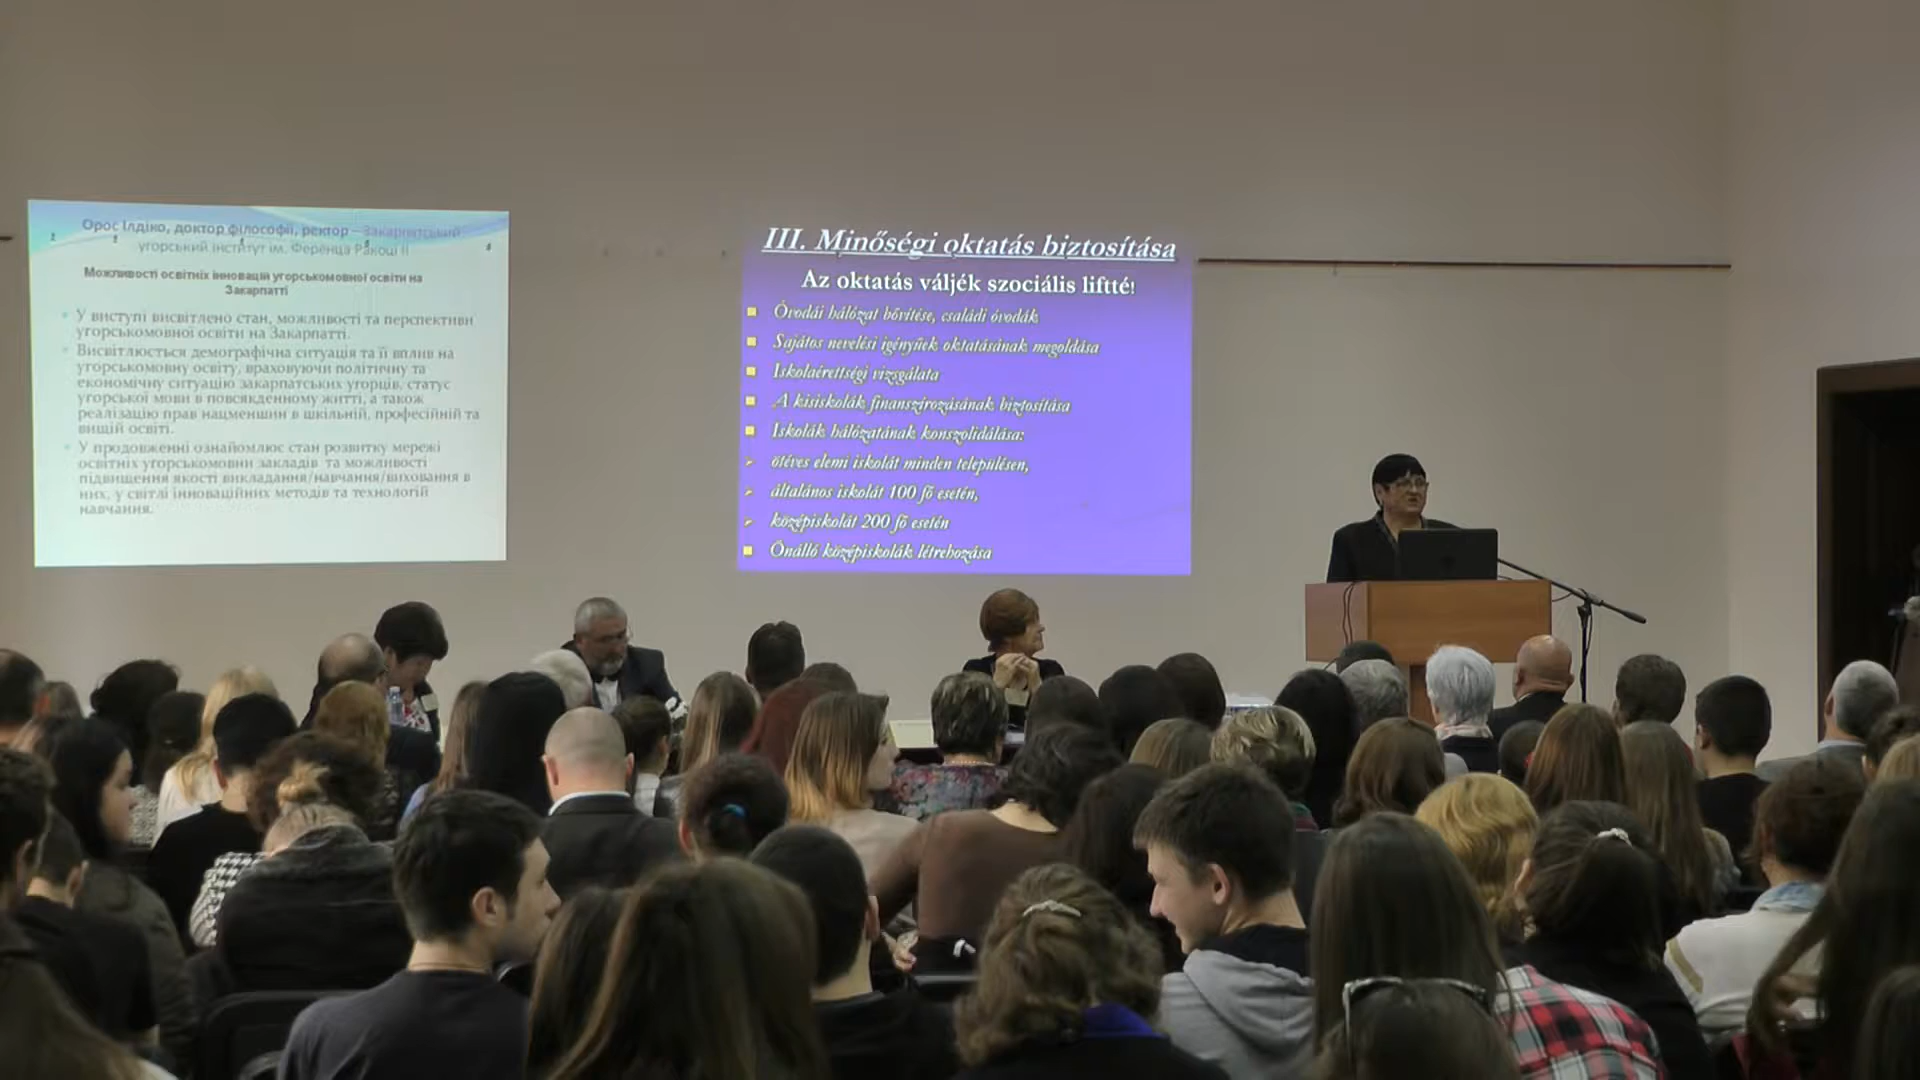 Орос Ілдіко, доктор філософії, ректор – Закарпатський
угорський інститут ім. Ференца Ракоці ІІ
Можливості освітніх інновацій угорськомовної освіти на
Закарпатті
У виступі висвітлено стан, можливості та перспективи
угорськомовної освіти на Закарпатті.
Висвітлюється демографічна ситуація та її вплив на
угорськомовну освіту, враховуючи політичну та
економічну ситуацію закарпатських угорців, статус
угорської мови в повсякденному житті, а також
реалізацію прав нацменшин в шкільній, професійній та
вищій освіті.
У продовженні ознайомлює стан розвитку мережі
освітніх угорськомовни закладів та можливості
підвищення якості викладання/навчання/виховання в
них, у світлі інноваційних методів та технологій
навчання.
III. Minőségi oktatás biztosítása
Az oktatás váljék szociális liftté!
Óvodái hálózat bővítése, családi óvodák
Sajátos nevelési igényűek oktatásának megoldása
Iskolaérettségi vizsgálata
A kisiskolák finanszírozásának biztosítása
Iskolák hálózatának konszolidálása:
ötéves elemi iskolát minden településen,
általános iskolát 100 fő esetén,
középiskolát 200 fő esetén
Önálló középiskolák létrehozása